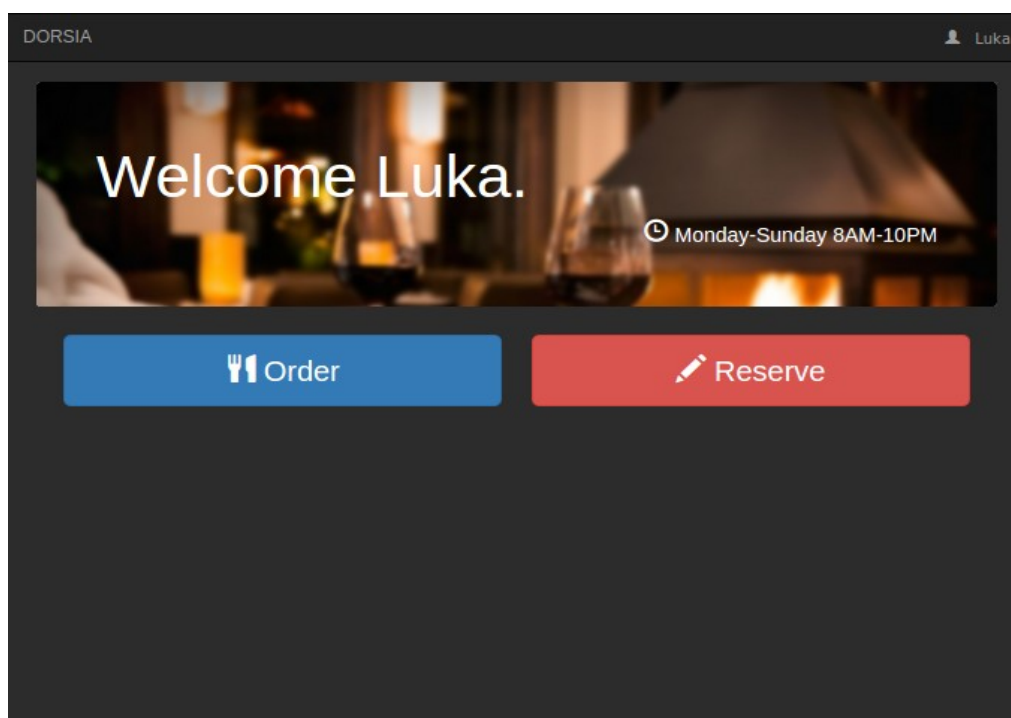 DORSIA
Luka
Welcome Luka.
Monday-Sunday 8AM-10PM
Order
Reserve